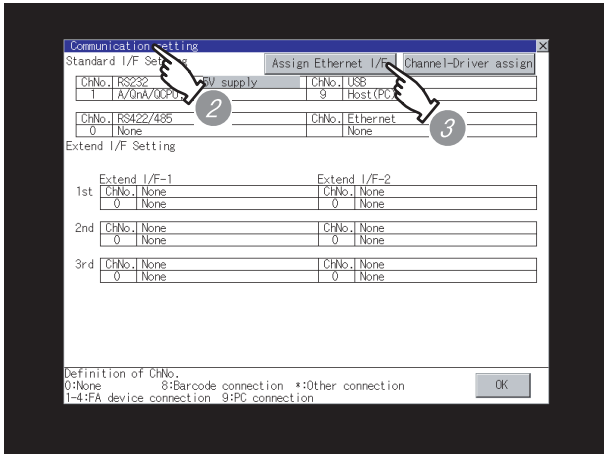 Communication setting
Standard I/F Setting Assign Ethernet I/F Channel-Driver assign
ChNo. RS232 5V supply ChNo. USB
1 A/QnA/QCPU, 9 Host(PC)
2
ChNo. RS422/485 ChNo. Ethernet
0 None None
3
Extend I/F Setting
Extend I/F-1 Extend I/F-2
1st ChNo. None ChNo. None
0 None 0 None
2nd ChNo. None ChNo. None
0 None 0 None
3rd ChNo. None ChNo. None
0 None 0 None
Definition of ChNo.
0:None 8:Barcode connection *:Other connection
1-4:FA device connection 9:PC connection
OK